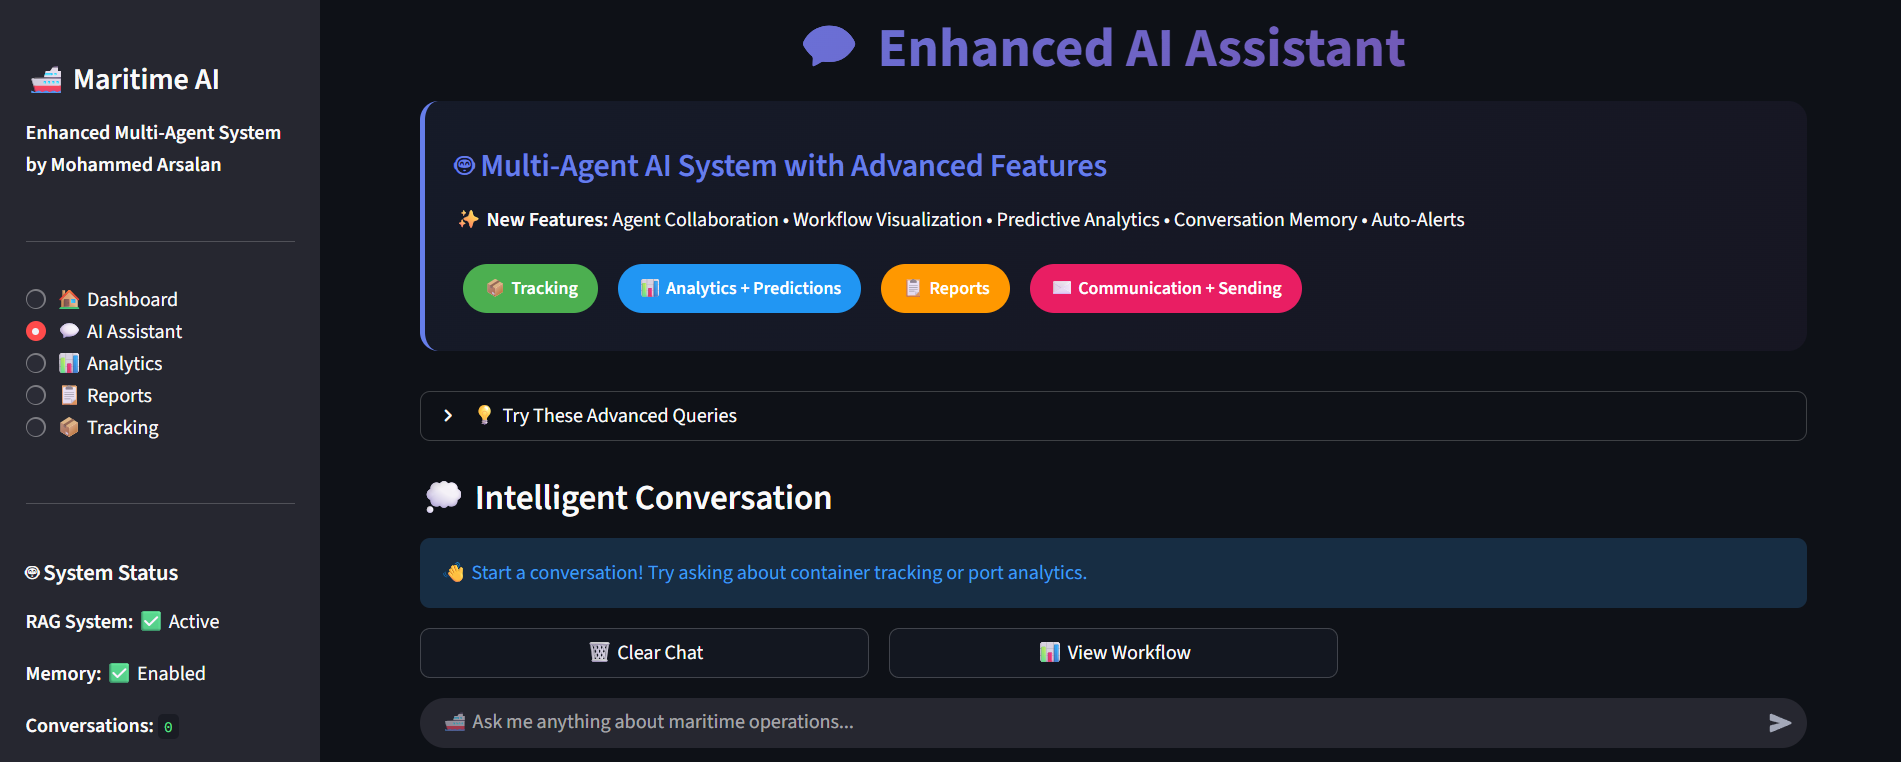 Maritime AI
Enhanced Multi-Agent System
by Mohammed Arsalan
Dashboard
AI Assistant
Analytics
Reports
Tracking
System Status
RAG System: ✅ Active
Memory: ✅ Enabled
Conversations: 0
Enhanced AI Assistant
Multi-Agent AI System with Advanced Features
✨ New Features: Agent Collaboration • Workflow Visualization • Predictive Analytics • Conversation Memory • Auto-Alerts
Tracking
Analytics + Predictions
Reports
Communication + Sending
Try These Advanced Queries
Intelligent Conversation
Start a conversation! Try asking about container tracking or port analytics.
Clear Chat
View Workflow
Ask me anything about maritime operations...